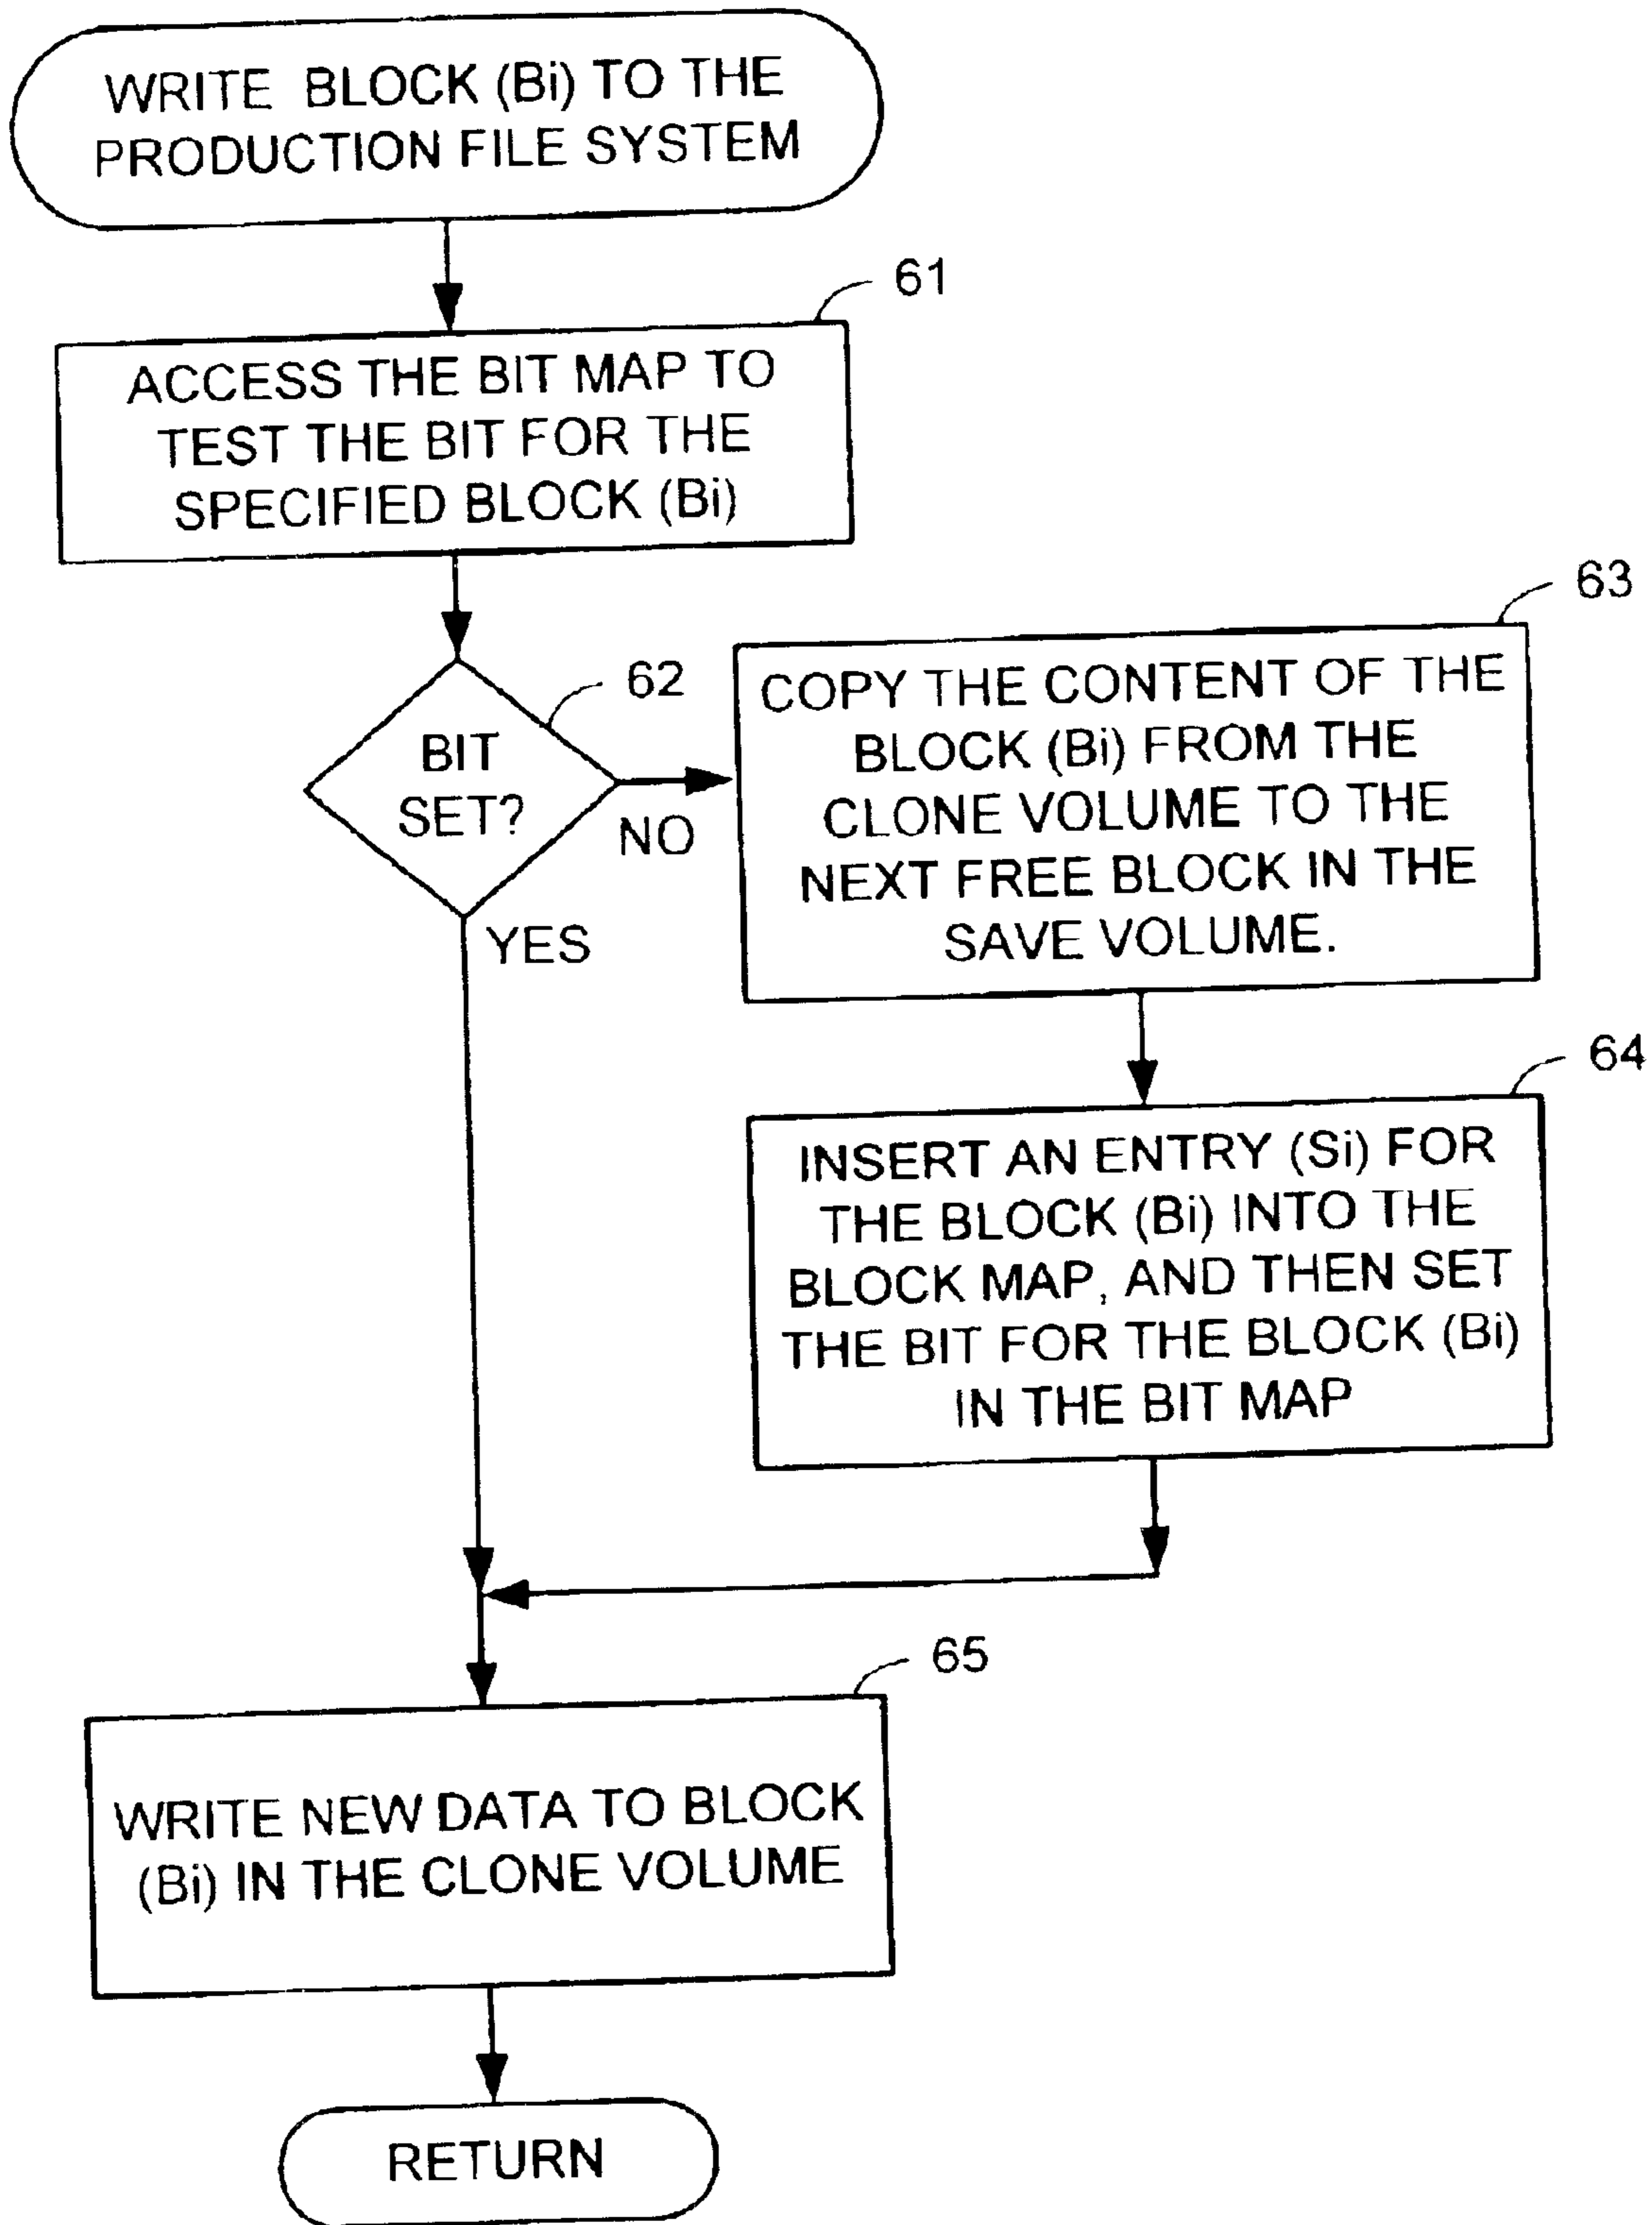 WRITE BLOCK (Bi) TO THE
PRODUCTION FILE SYSTEM
61
ACCESS THE BIT MAP TO
TEST THE BIT FOR THE
SPECIFIED BLOCK (Bi)
62
BIT
SET?
NO
YES
63
COPY THE CONTENT OF THE
BLOCK (Bi) FROM THE
CLONE VOLUME TO THE
NEXT FREE BLOCK IN THE
SAVE VOLUME.
64
INSERT AN ENTRY (Si) FOR
THE BLOCK (Bi) INTO THE
BLOCK MAP, AND THEN SET
THE BIT FOR THE BLOCK (Bi)
IN THE BIT MAP
65
WRITE NEW DATA TO BLOCK
(Bi) IN THE CLONE VOLUME
RETURN